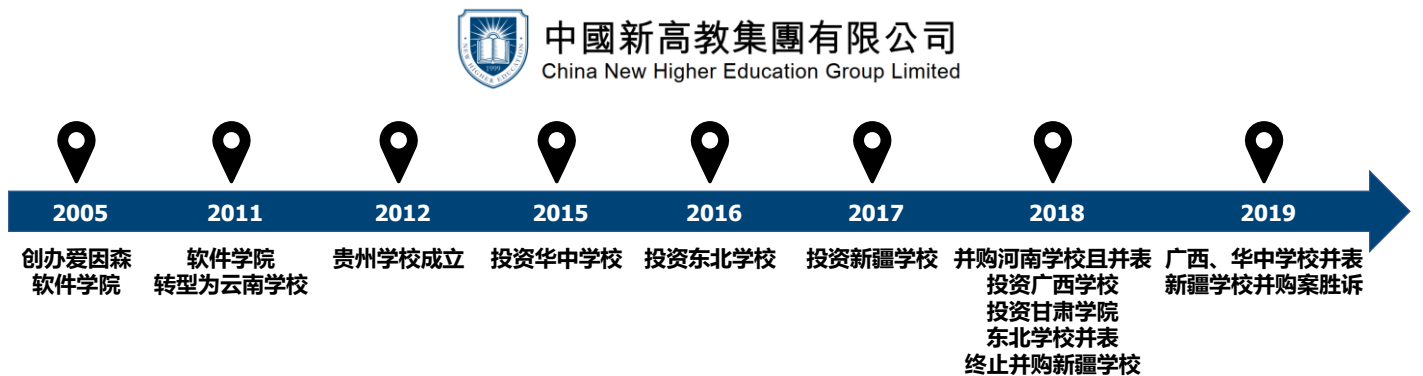 中國新高教集團有限公司
China New Higher Education Group Limited
NEW HIGHER EDUCATION
1999
2005
2011
2012
2015
2016
2017
2018
2019
创办爱因森
软件学院
软件学院
转型为云南学校
贵州学校成立
投资华中学校
投资东北学校
投资新疆学校
并购河南学校且并表
投资广西学校
投资甘肃学院
东北学校并表
终止并购新疆学校
广西、华中学校并表
新疆学校并购案胜诉